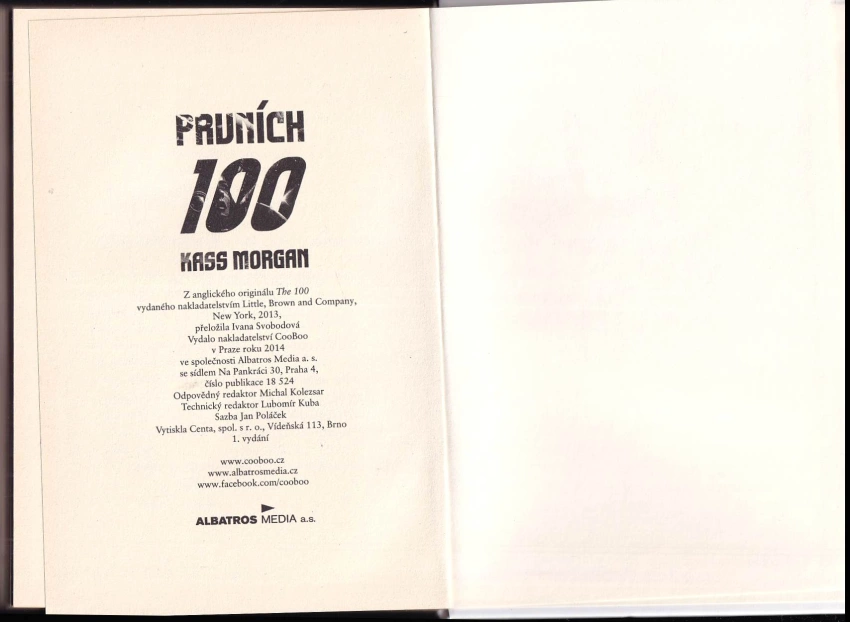 PRVNÍCH
100
KASS MORGAN
Z anglického originálu The 100
vydaného nakladatelstvím Little, Brown and Company,
New York, 2013,
přeložila Ivana Svobodová
Vydalo nakladatelství CooBoo
v Praze roku 2014
ve společnosti Albatros Media a. s.
se sídlem Na Pankráci 30, Praha 4,
číslo publikace 18 524
Odpovědný redaktor Michal Kolezsar
Technický redaktor Lubomír Kuba
Sazba Jan Poláček
Vytiskla Centa, spol. s r. o., Vídeňská 113, Brno
1. vydání
www.cooboo.cz
www.albatrosmedia.cz
www.facebook.com/cooboo
ALBATROS MEDIA a.s.